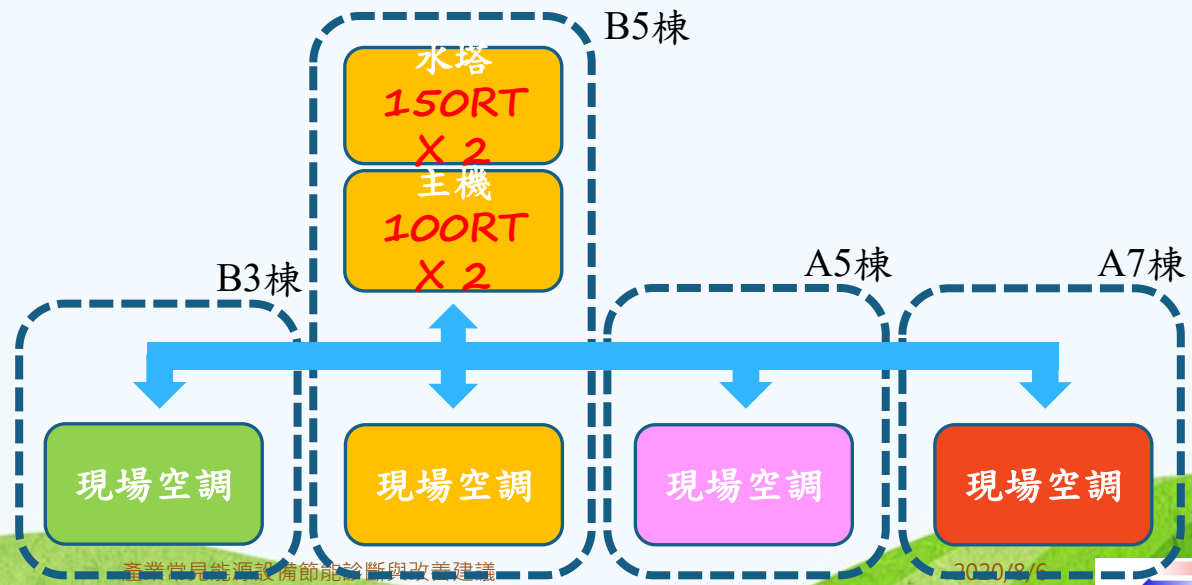 B5棟
水塔
150RT
X 2
主機
100RT
X 2
B3棟
A5棟
A7棟
現場空調
現場空調
現場空調
現場空調
產業常見能源設備節能診斷與改善建議
2020/8/6